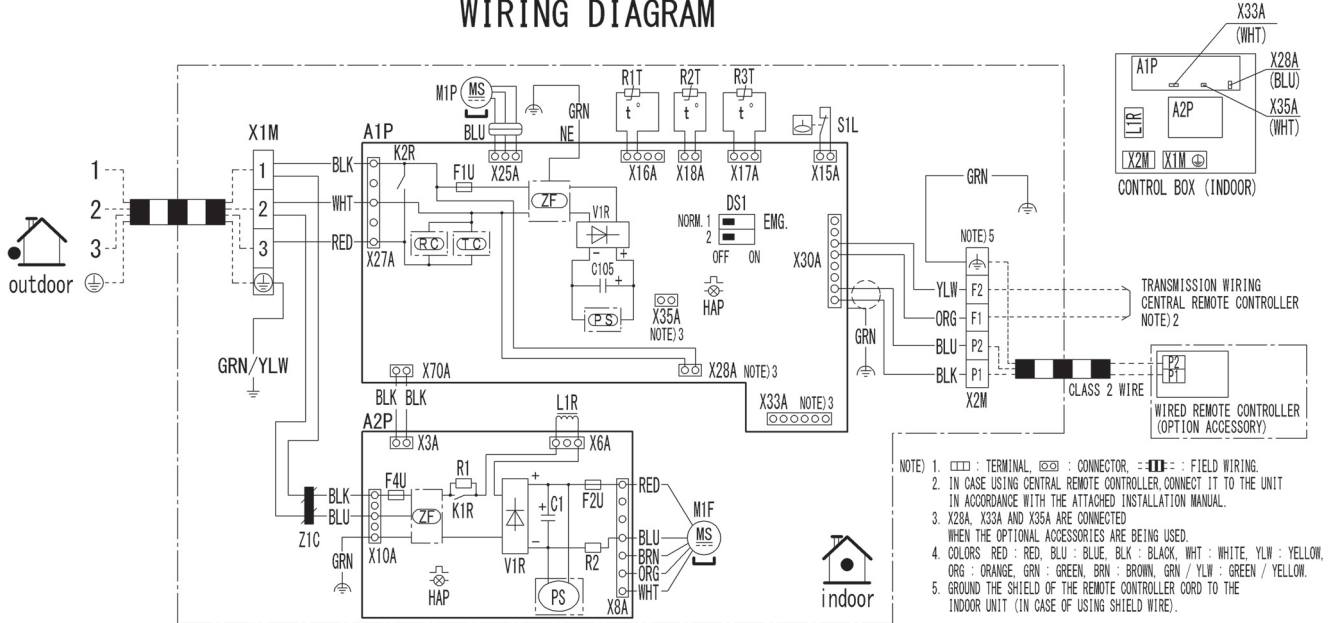 WIRING DIAGRAM
X33A
(WHT)
A1P
X28A
(BLU)
X35A
(WHT)
A2P
L1R
X2M
X1M
CONTROL BOX (INDOOR)
1
2
3
outdoor
X1M
1
2
3
GRN/YLW
A1P
M1P
MS
BLU
X25A
NE
GRN
R1T
t°
X16A
R2T
t°
X18A
R3T
t°
X17A
S1L
X15A
BLK
WHT
RED
X27A
K2R
F1U
ZF
RC
TC
V1R
-
+
C105
+
PS
DS1
NORM. 1
2
EMG.
OFF ON
HAP
X35A
NOTE) 3
X30A
X28A NOTE) 3
X33A NOTE) 3
X70A
BLK BLK
GRN
GRN
NOTE) 5
YLW F2
ORG F1
BLU P2
BLK P1
X2M
TRANSMISSION WIRING
CENTRAL REMOTE CONTROLLER
NOTE) 2
CLASS 2 WIRE
P2
P1
WIRED REMOTE CONTROLLER
(OPTION ACCESSORY)
A2P
X3A
L1R
X6A
Z1C
BLK
BLU
GRN
X10A
F4U
ZF
R1
K1R
HAP
V1R
+
-
+
C1
F2U
R2
PS
X8A
RED
BLU
BRN
ORG
WHT
M1F
MS
indoor
NOTE) 1. : TERMINAL, : CONNECTOR, : FIELD WIRING.
2. IN CASE USING CENTRAL REMOTE CONTROLLER, CONNECT IT TO THE UNIT
IN ACCORDANCE WITH THE ATTACHED INSTALLATION MANUAL.
3. X28A, X33A AND X35A ARE CONNECTED
WHEN THE OPTIONAL ACCESSORIES ARE BEING USED.
4. COLORS RED : RED, BLU : BLUE, BLK : BLACK, WHT : WHITE, YLW : YELLOW,
ORG : ORANGE, GRN : GREEN, BRN : BROWN, GRN / YLW : GREEN / YELLOW.
5. GROUND THE SHIELD OF THE REMOTE CONTROLLER CORD TO THE
INDOOR UNIT (IN CASE OF USING SHIELD WIRE).